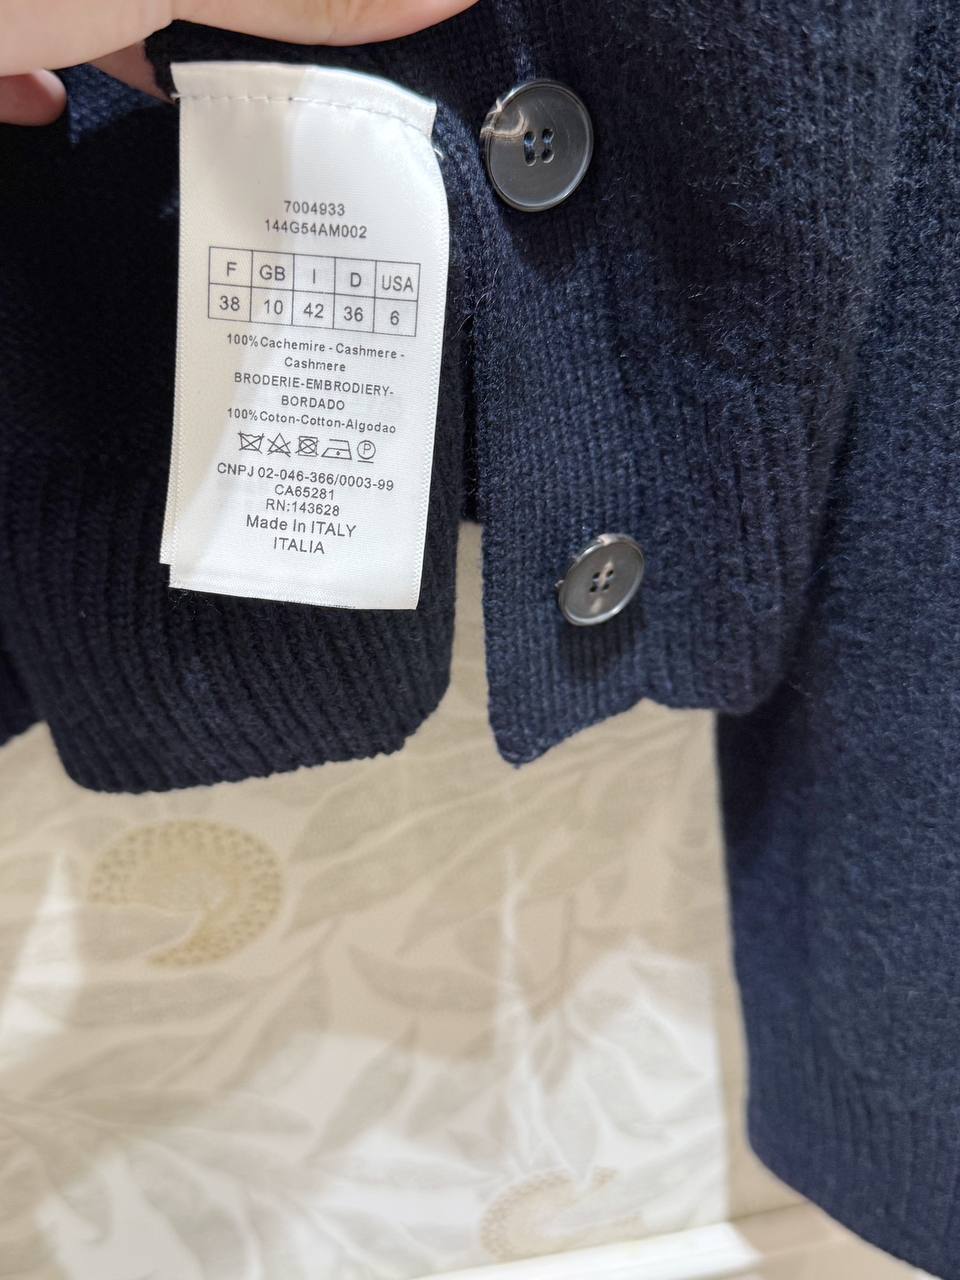 7004933
144G54AM002
F GB I D USA
38 10 42 36 6
100%Cachemire - Cashmere -
Cashmere
BRODERIE-EMBRODIERY-
BORDADO
100%Coton-Cotton-Algodao
P
CNPJ 02-046-366/0003-99
CA65281
RN:143628
Made In ITALY
ITALIA